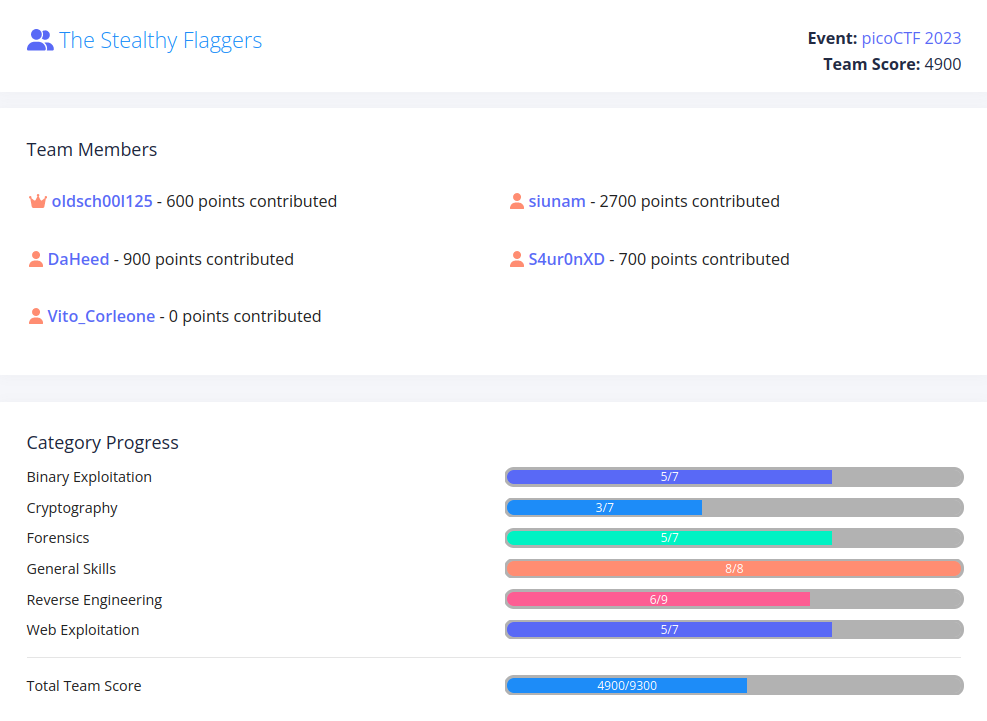 The Stealthy Flaggers
Event: picoCTF 2023
Team Score: 4900
Team Members
oldsch00l125 - 600 points contributed
siunam - 2700 points contributed
DaHeed - 900 points contributed
S4ur0nXD - 700 points contributed
Vito_Corleone - 0 points contributed
Category Progress
Binary Exploitation 5/7
Cryptography 3/7
Forensics 5/7
General Skills 8/8
Reverse Engineering 6/9
Web Exploitation 5/7
Total Team Score 4900/9300